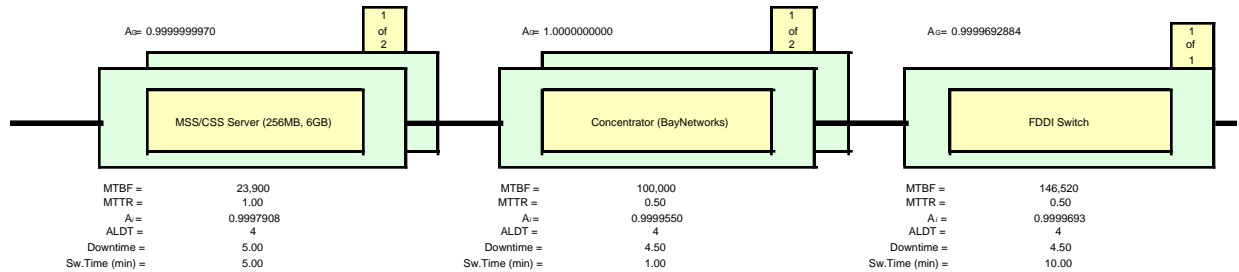 AG= 0.9999999970
1
of
2
MSS/CSS Server (256MB, 6GB)
MTBF = 23,900
MTTR = 1.00
Ai = 0.9997908
ALDT = 4
Downtime = 5.00
Sw.Time (min) = 5.00
AG= 1.0000000000
1
of
2
Concentrator (BayNetworks)
MTBF = 100,000
MTTR = 0.50
Ai = 0.9999550
ALDT = 4
Downtime = 4.50
Sw.Time (min) = 1.00
AG= 0.9999692884
1
of
1
FDDI Switch
MTBF = 146,520
MTTR = 0.50
Ai = 0.9999693
ALDT = 4
Downtime = 4.50
Sw.Time (min) = 10.00